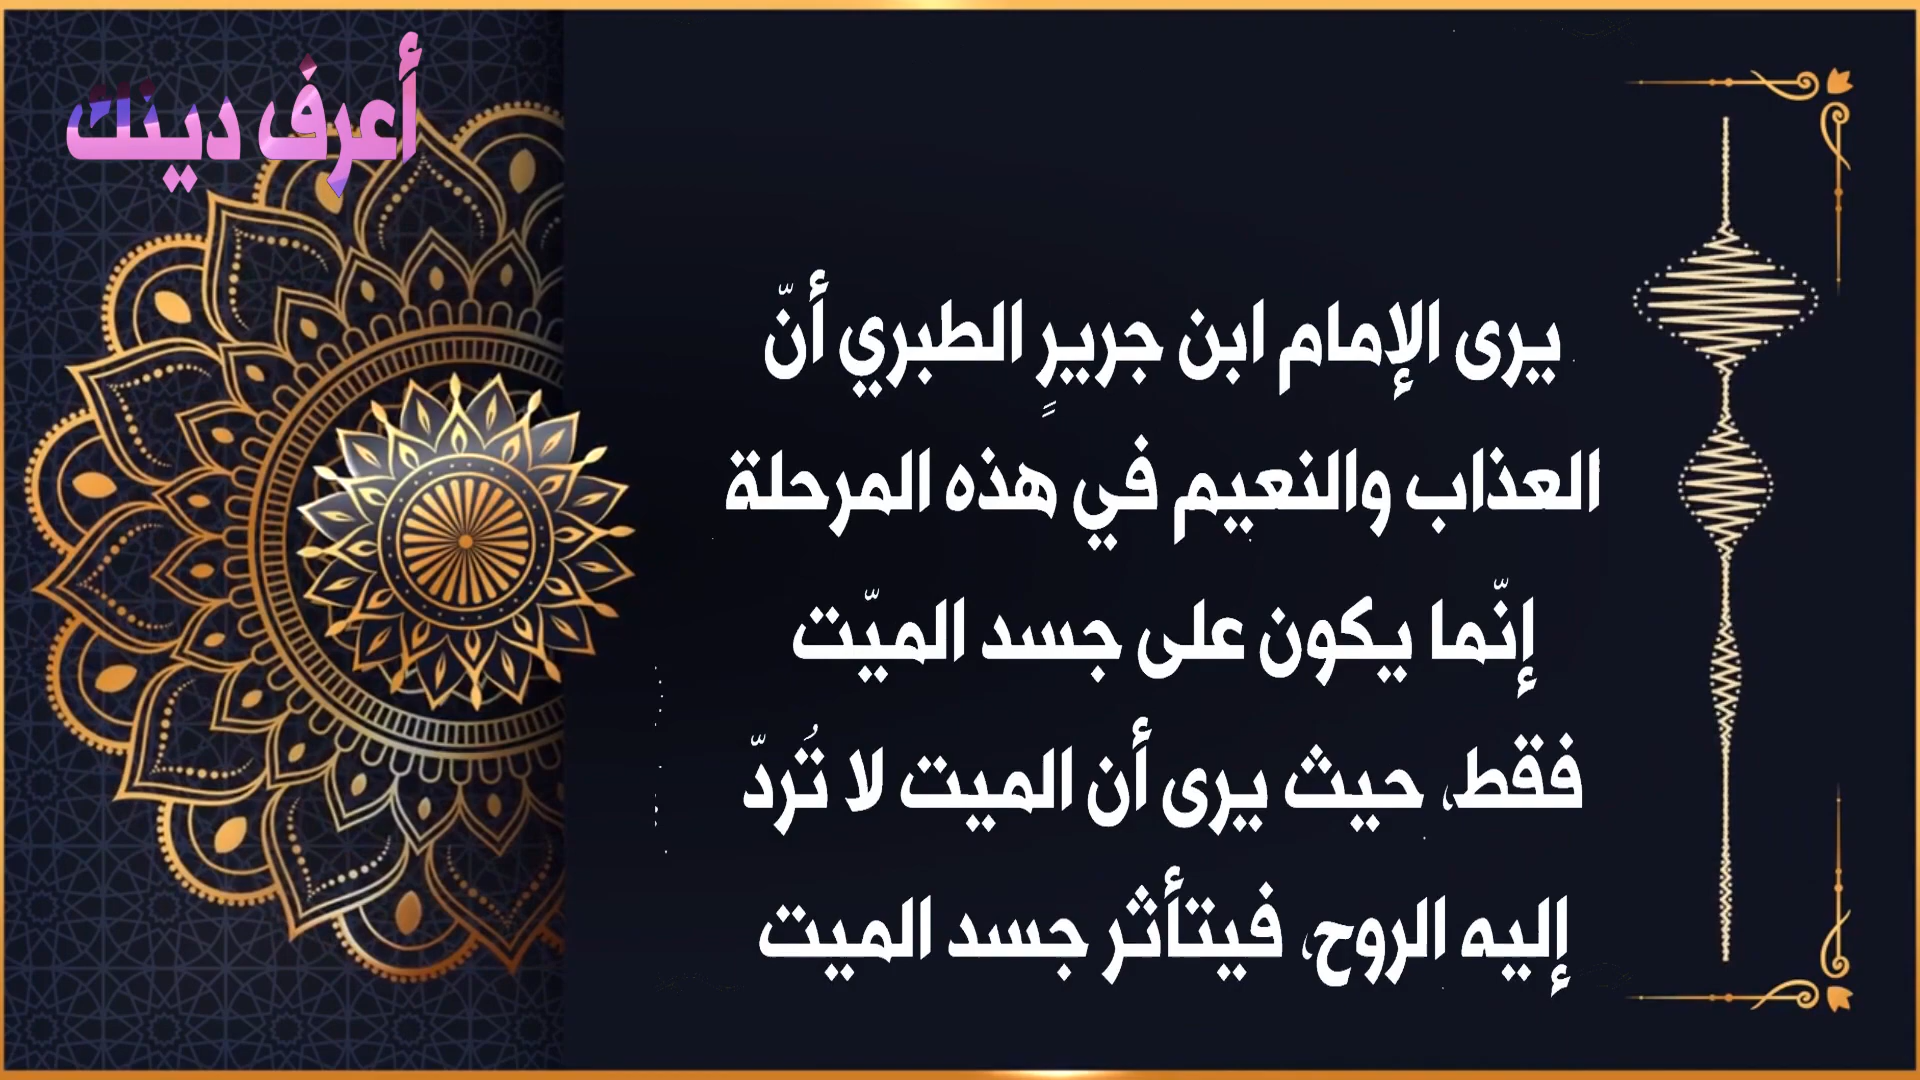 أعرف دينك
يرى الإمام ابن جريرٍ الطبري أنّ
العذاب والنعيم في هذه المرحلة
إنّما يكون على جسد الميّت
فقط، حيث يرى أن الميت لا تُردّ
إليه الروح، فيتأثر جسد الميت